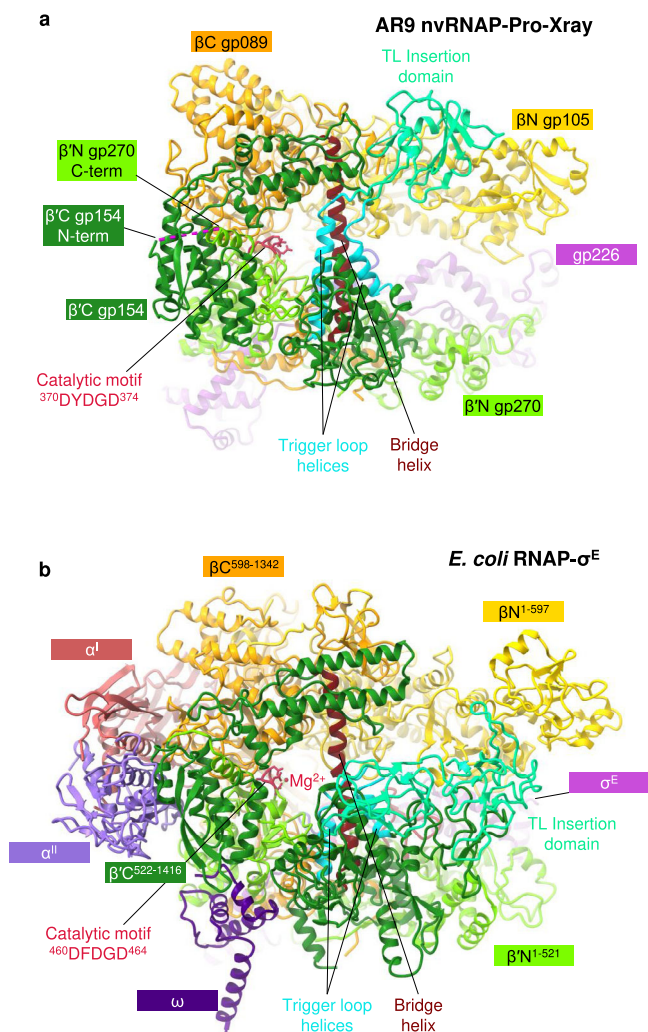 a
AR9 nvRNAP-Pro-Xray
βC gp089
TL Insertion
domain
βN gp105
β′N gp270
C-term
β′C gp154
N-term
gp226
β′C gp154
Catalytic motif
³⁷⁰DYDGD³⁷⁴
β′N gp270
Trigger loop
helices
Bridge
helix
b
E. coli RNAP-σᴱ
βC⁵⁹⁸⁻¹³⁴²
βN¹⁻⁵⁹⁷
αᴵ
Mg²⁺
σᴱ
TL Insertion
domain
αᴵᴵ
β′C⁵²²⁻¹⁴¹⁶
Catalytic motif
⁴⁶⁰DFDGD⁴⁶⁴
β′N¹⁻⁵²¹
ω
Trigger loop
helices
Bridge
helix